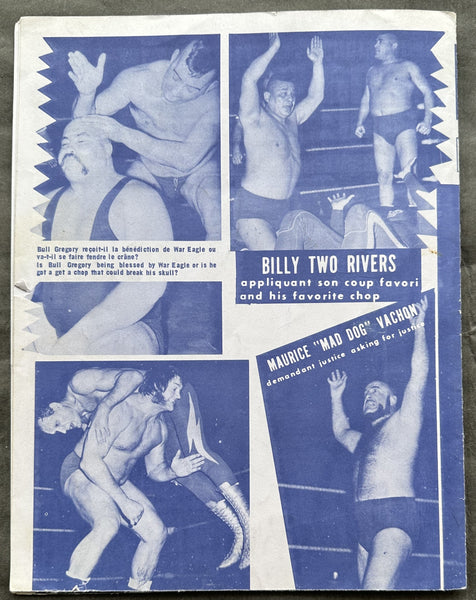 Bull Gregory reçoit-il la bénédiction de War Eagle ou
va-t-il se faire fendre le crâne?
Is Bull Gregory being blessed by War Eagle or is he
got a get a chop that could break his skull?
BILLY TWO RIVERS
appliquant son coup favori
and his favorite chop
MAURICE "MAD DOG" VACHON
demandant justice asking for justice